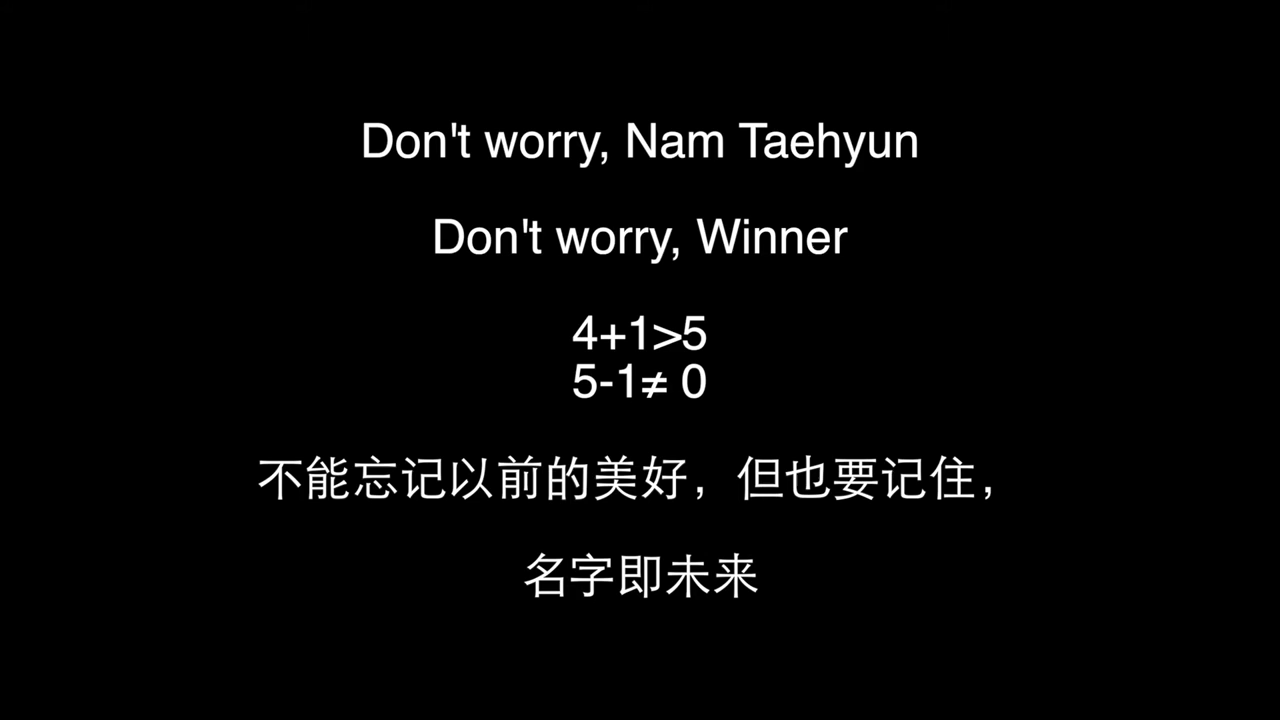 Don't worry, Nam Taehyun
Don't worry, Winner
4+1>5
5-1≠ 0
不能忘记以前的美好，但也要记住，
名字即未来